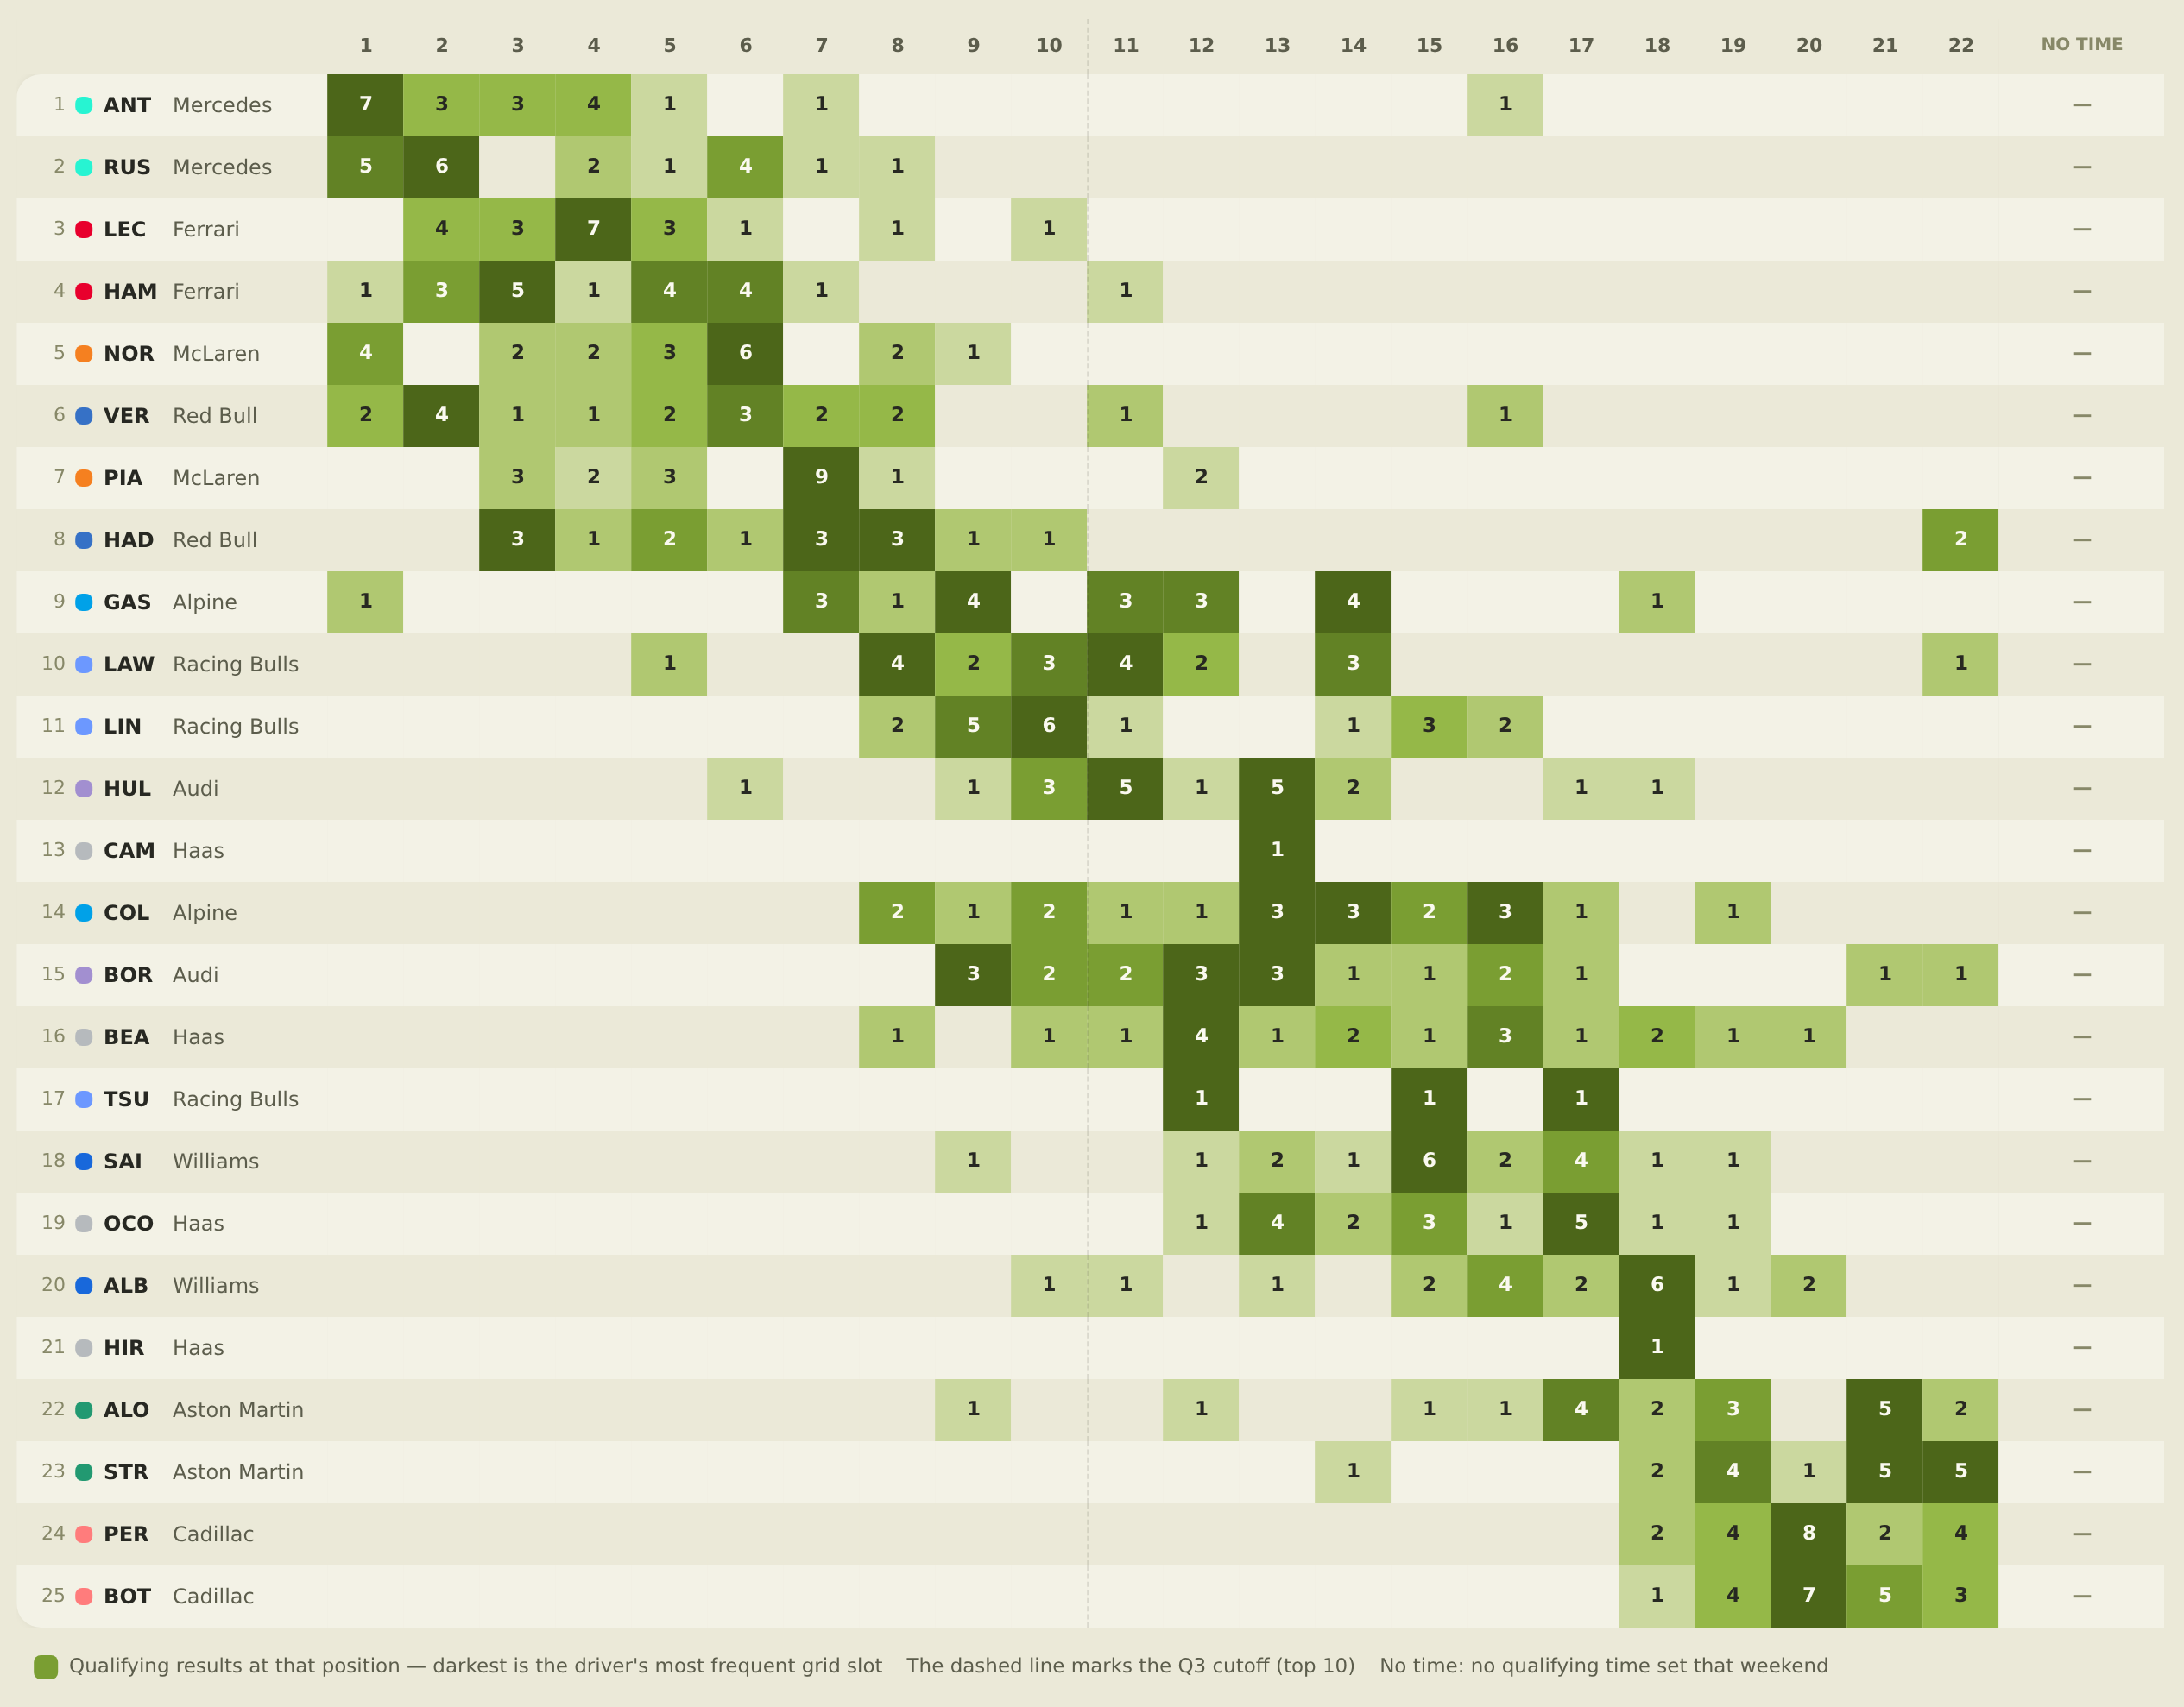 1 2 3 4 5 6 7 8 9 10 11 12 13 14 15 16 17 18 19 20 21 22 NO TIME
1 ANT Mercedes 7 3 3 4 1 1 1 —
2 RUS Mercedes 5 6 2 1 4 1 1 —
3 LEC Ferrari 4 3 7 3 1 1 1 —
4 HAM Ferrari 1 3 5 1 4 4 1 1 —
5 NOR McLaren 4 2 2 3 6 2 1 —
6 VER Red Bull 2 4 1 1 2 3 2 2 1 1 —
7 PIA McLaren 3 2 3 9 1 2 —
8 HAD Red Bull 3 1 2 1 3 3 1 1 2 —
9 GAS Alpine 1 3 1 4 3 3 4 1 —
10 LAW Racing Bulls 1 4 2 3 4 2 3 1 —
11 LIN Racing Bulls 2 5 6 1 1 3 2 —
12 HUL Audi 1 1 3 5 1 5 2 1 1 —
13 CAM Haas 1 —
14 COL Alpine 2 1 2 1 1 3 3 2 3 1 1 —
15 BOR Audi 3 2 2 3 3 1 1 2 1 1 1 —
16 BEA Haas 1 1 1 4 1 2 1 3 1 2 1 1 —
17 TSU Racing Bulls 1 1 1 —
18 SAI Williams 1 1 2 1 6 2 4 1 1 —
19 OCO Haas 1 4 2 3 1 5 1 1 —
20 ALB Williams 1 1 1 2 4 2 6 1 2 —
21 HIR Haas 1 —
22 ALO Aston Martin 1 1 1 1 4 2 3 5 2 —
23 STR Aston Martin 1 2 4 1 5 5 —
24 PER Cadillac 2 4 8 2 4 —
25 BOT Cadillac 1 4 7 5 3 —
Qualifying results at that position — darkest is the driver's most frequent grid slot The dashed line marks the Q3 cutoff (top 10) No time: no qualifying time set that weekend